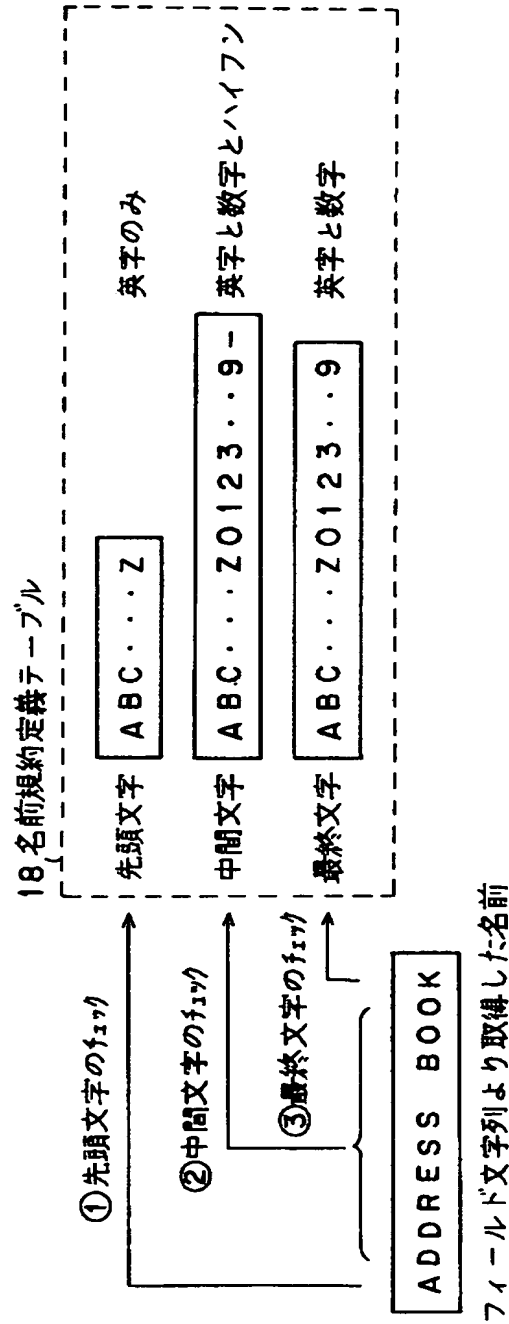 18 名前規約定義テーブル
先頭文字 ABC・・・Z 英字のみ
中間文字 ABC・・・Z0123・・9- 英字と数字とハイフン
最終文字 ABC・・・Z0123・・9 英字と数字
①先頭文字のチェック
②中間文字のチェック
③最終文字のチェック
ADDRESS BOOK
フィールド文字列より取得した名前